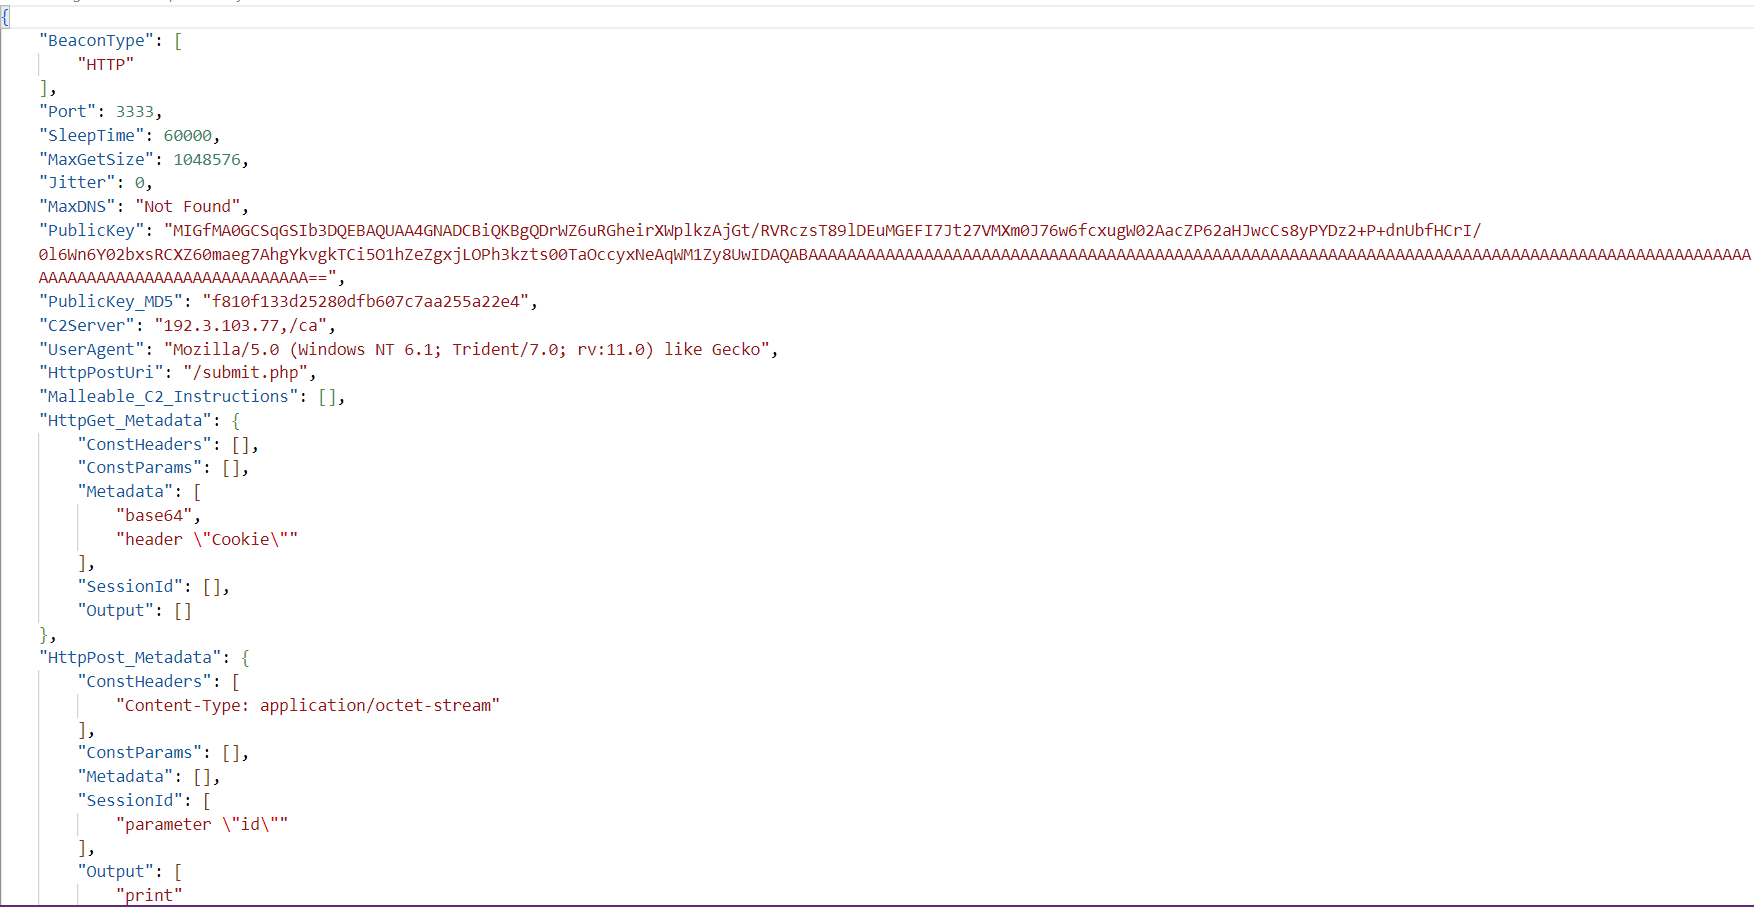 {
"BeaconType": [
"HTTP"
],
"Port": 3333,
"SleepTime": 60000,
"MaxGetSize": 1048576,
"Jitter": 0,
"MaxDNS": "Not Found",
"PublicKey": "MIGfMA0GCSqGSIb3DQEBAQUAA4GNADCBiQKBgQDrWZ6uRGheirXWplkzAjGt/RVRczsT89lDEuMGEFI7Jt27VMXm0J76w6fcxugW02AacZP62aHJwcCs8yPYDz2+P+dnUbfHCrI/
0l6Wn6Y02bxsRCXZ60maeg7AhgYkvgkTCi5O1hZeZgxjLOPh3kzts00TaOccyxNeAqWM1Zy8UwIDAQABAAAAAAAAAAAAAAAAAAAAAAAAAAAAAAAAAAAAAAAAAAAAAAAAAAAAAAAAAAAAAAAAAAAAAAAAAAAAAAAAAAAAAAAAAAAAAAAAAA
AAAAAAAAAAAAAAAAAAAAAAAAAAAA==",
"PublicKey_MD5": "f810f133d25280dfb607c7aa255a22e4",
"C2Server": "192.3.103.77,/ca",
"UserAgent": "Mozilla/5.0 (Windows NT 6.1; Trident/7.0; rv:11.0) like Gecko",
"HttpPostUri": "/submit.php",
"Malleable_C2_Instructions": [],
"HttpGet_Metadata": {
"ConstHeaders": [],
"ConstParams": [],
"Metadata": [
"base64",
"header \"Cookie\""
],
"SessionId": [],
"Output": []
},
"HttpPost_Metadata": {
"ConstHeaders": [
"Content-Type: application/octet-stream"
],
"ConstParams": [],
"Metadata": [],
"SessionId": [
"parameter \"id\""
],
"Output": [
"print"